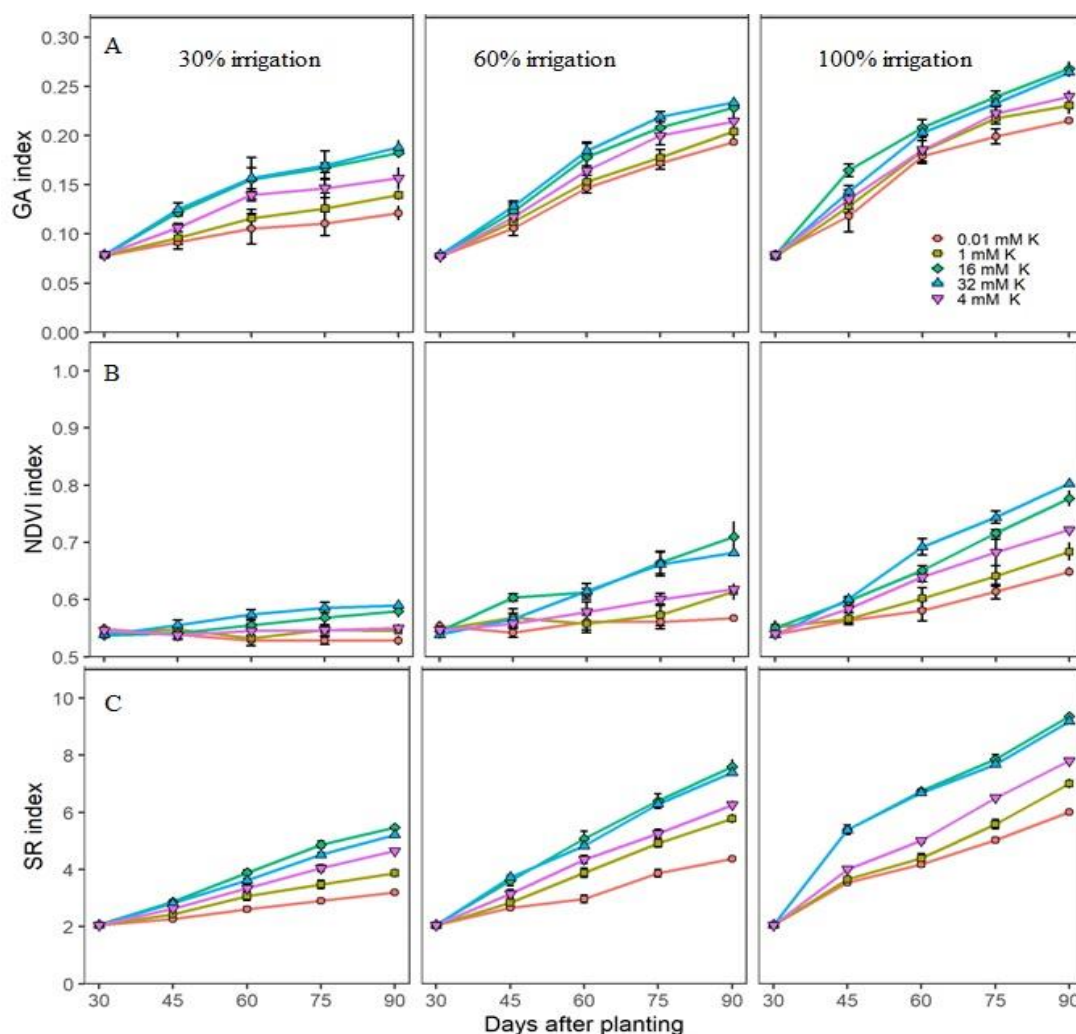 A
30% irrigation
60% irrigation
100% irrigation
GA index
0.30
0.25
0.20
0.15
0.10
0.05
0.00
0.01 mM K
1 mM K
16 mM K
32 mM K
4 mM K
B
NDVI index
1.0
0.9
0.8
0.7
0.6
0.5
C
SR index
10
8
6
4
2
0
30 45 60 75 90 30 45 60 75 90 30 45 60 75 90
Days after planting